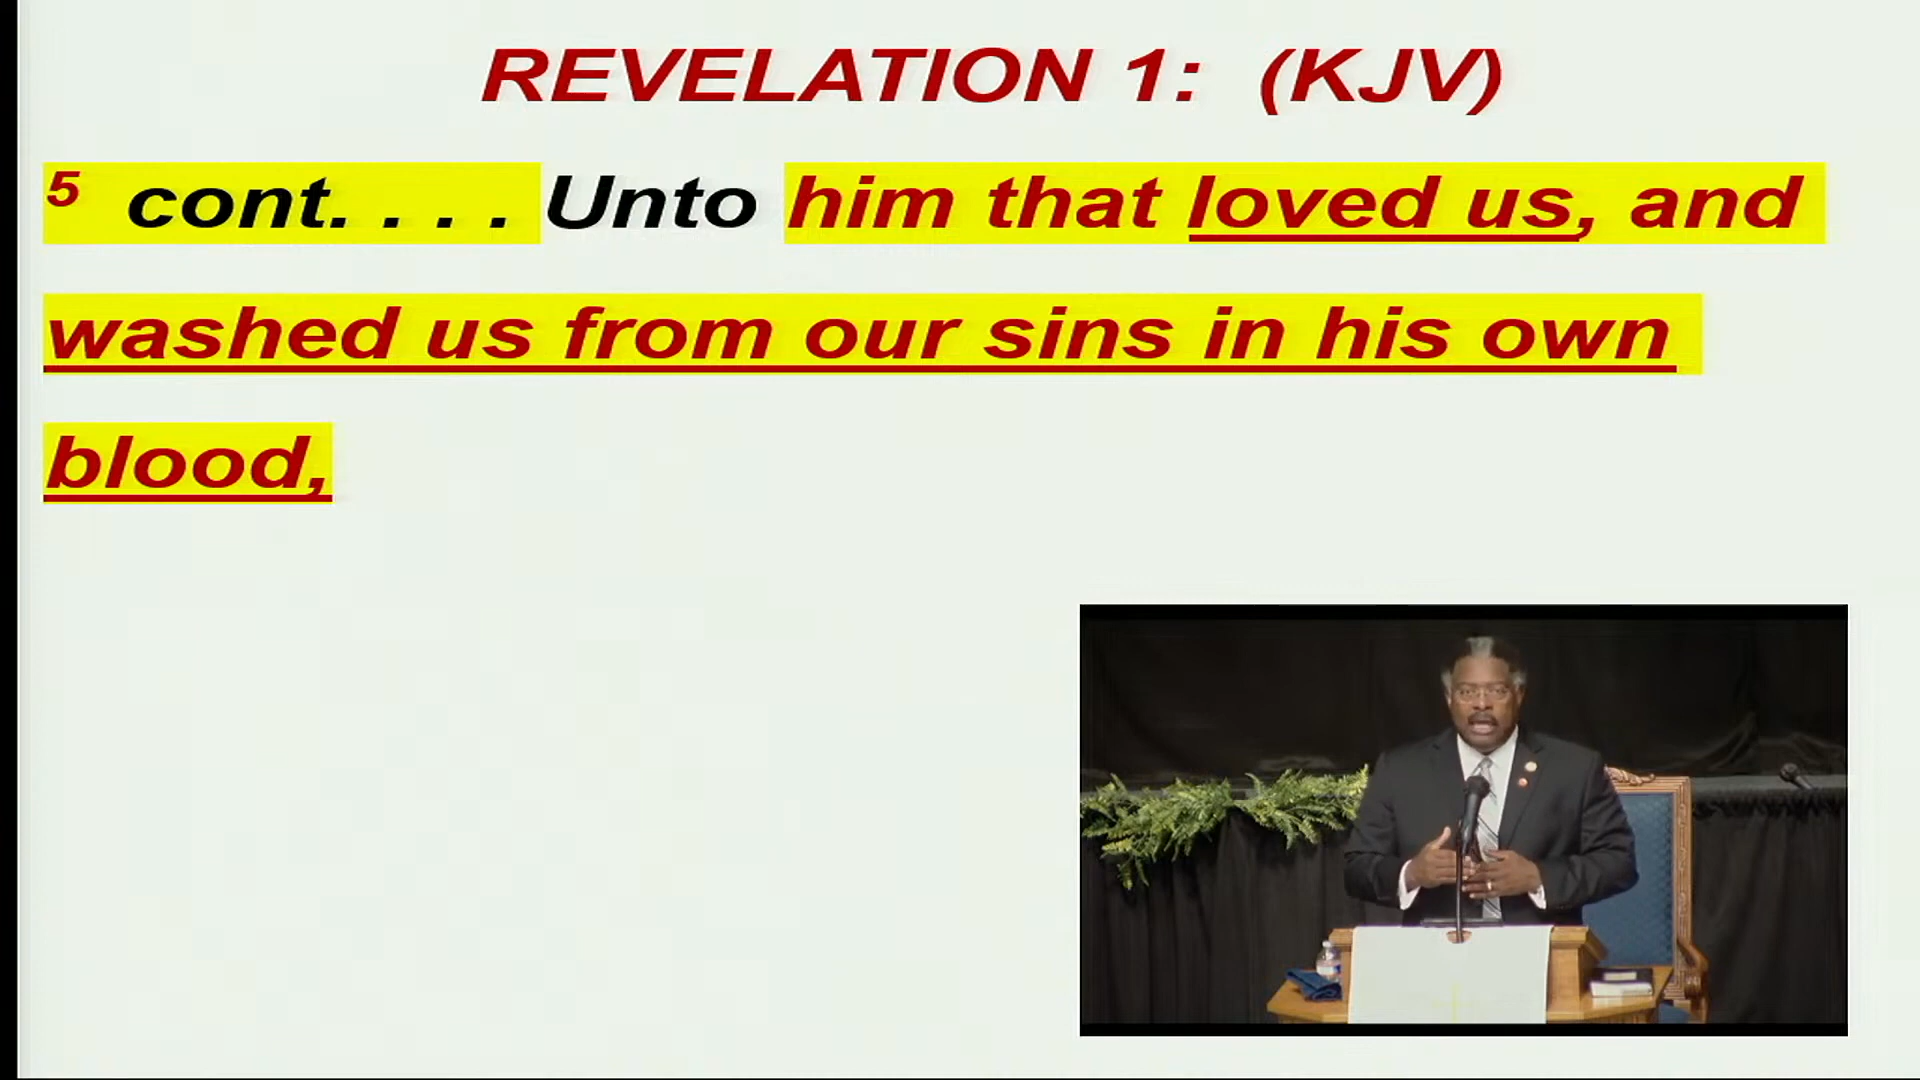 REVELATION 1: (KJV)
5 cont. . . . Unto him that loved us, and
washed us from our sins in his own
blood,